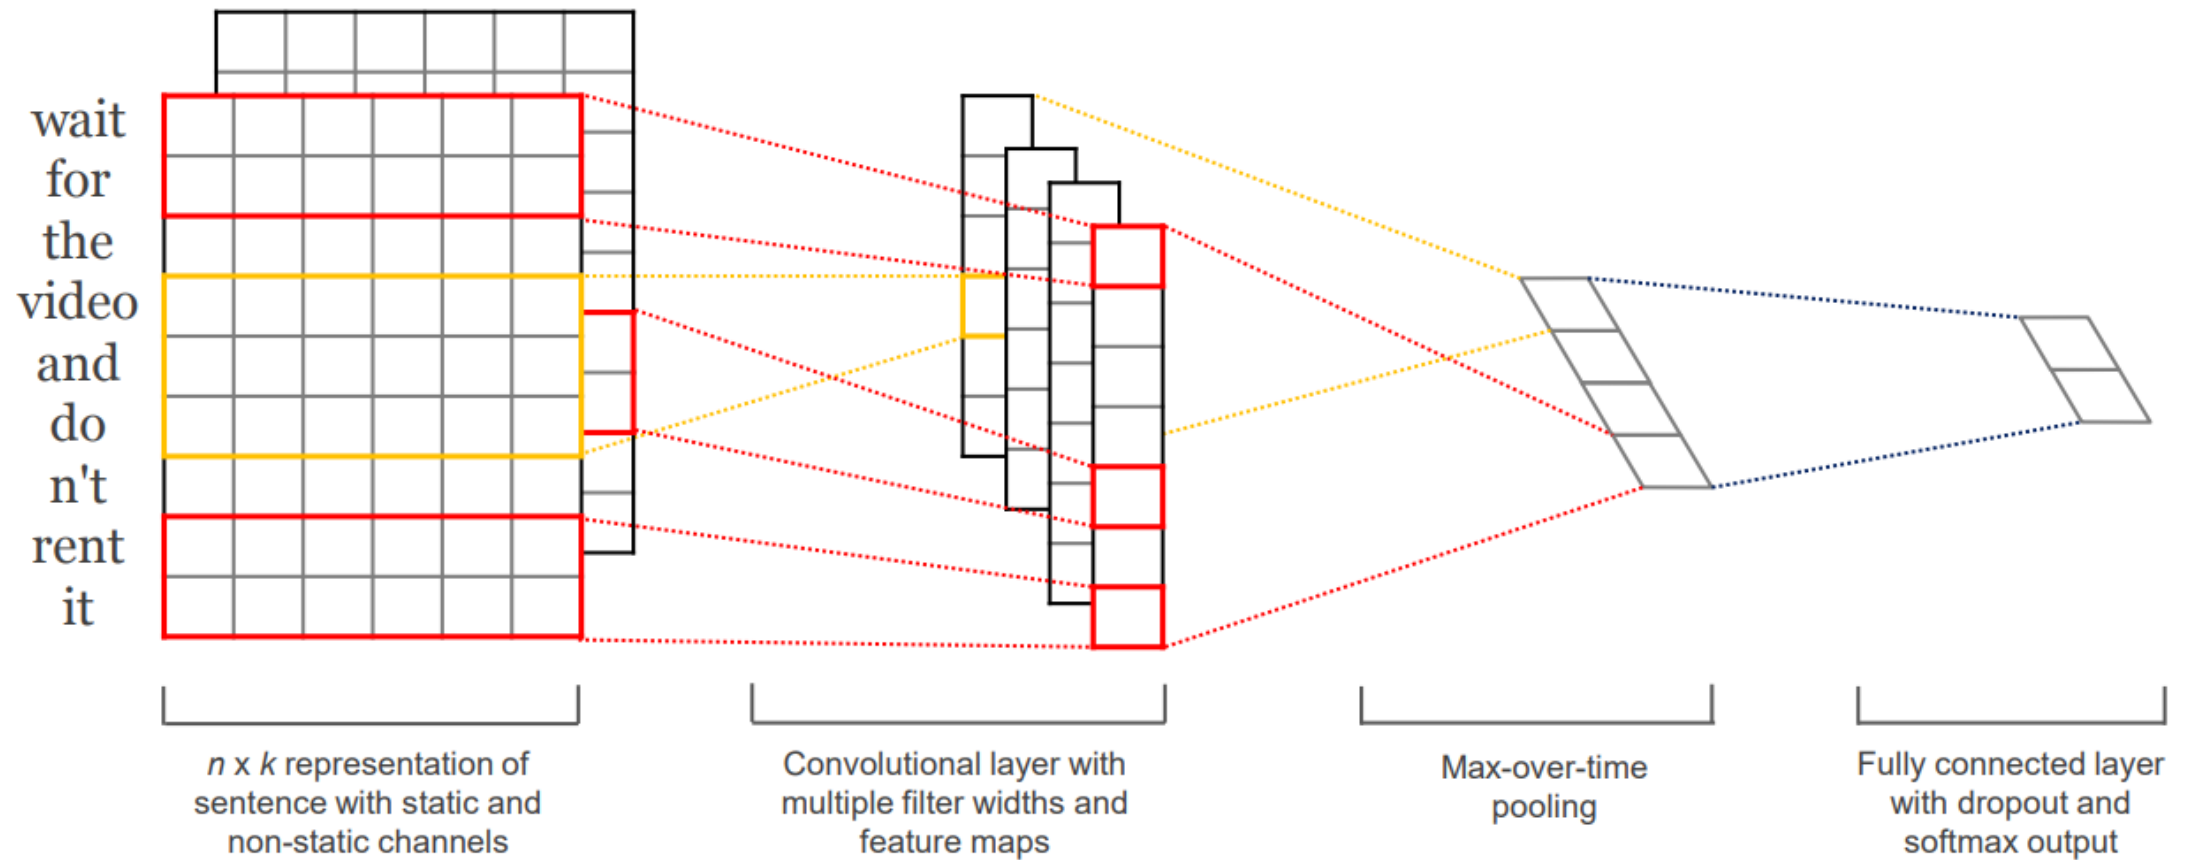 wait
for
the
video
and
do
n't
rent
it
n x k representation of
sentence with static and
non-static channels
Convolutional layer with
multiple filter widths and
feature maps
Max-over-time
pooling
Fully connected layer
with dropout and
softmax output